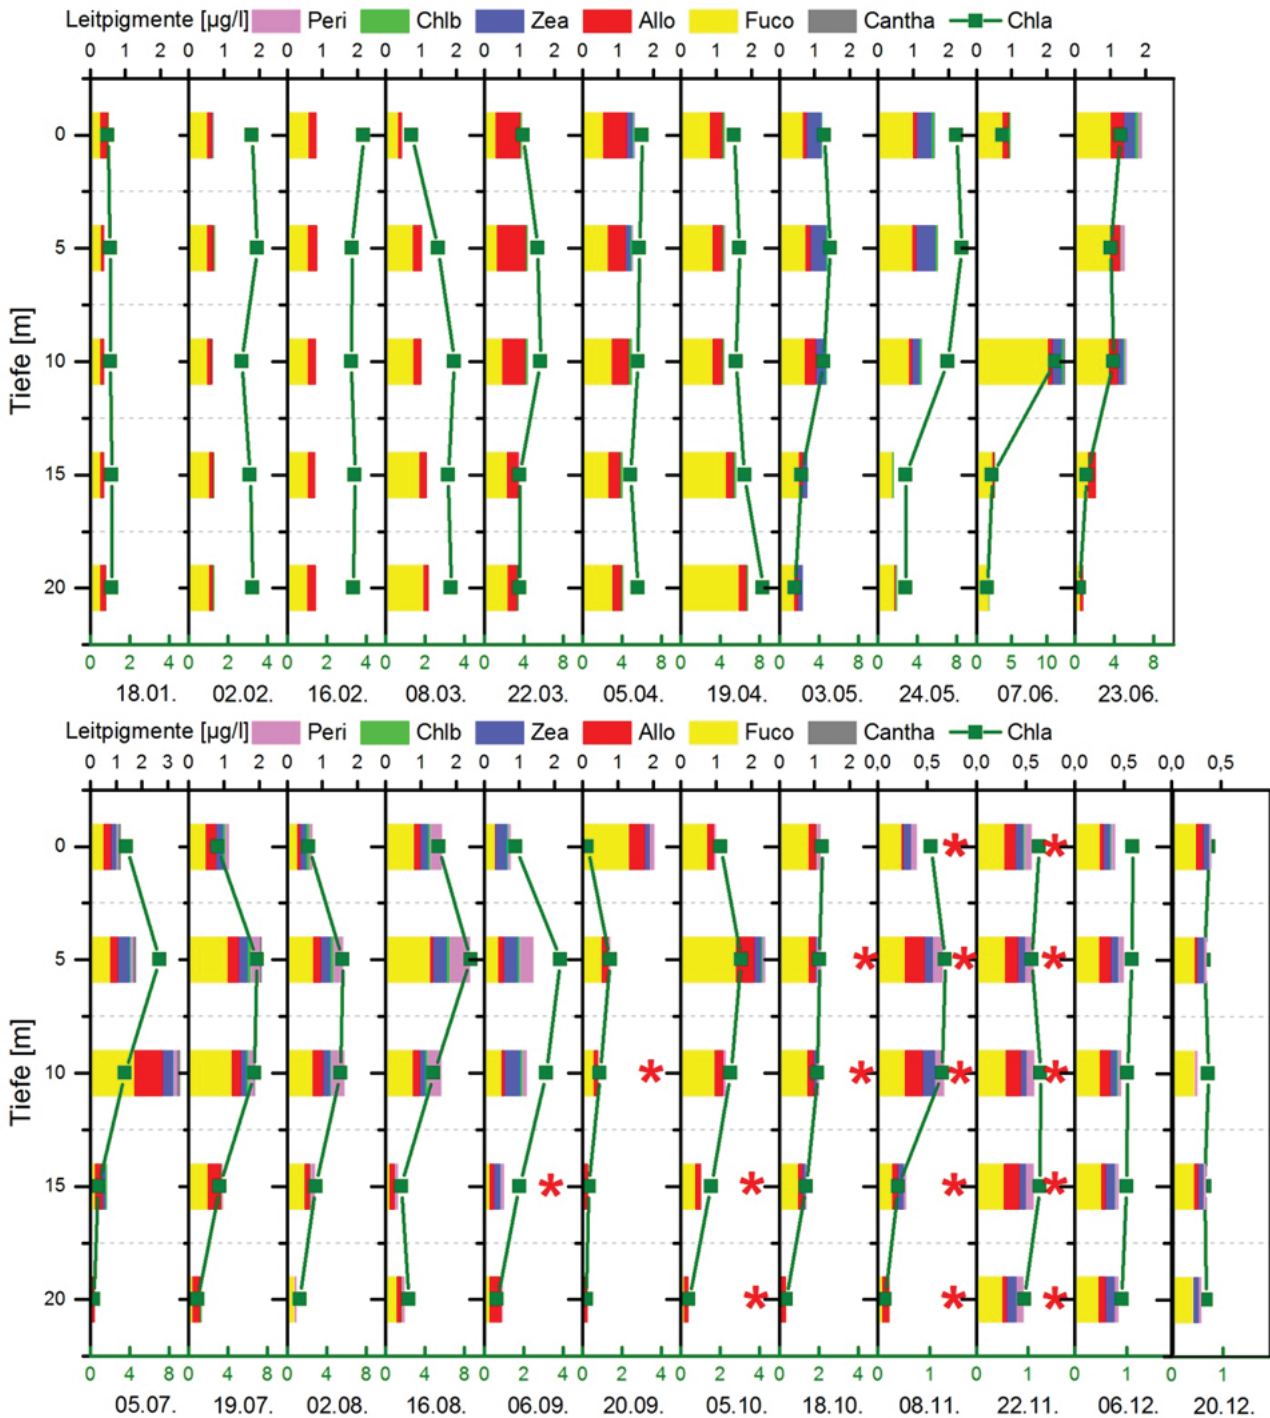 Leitpigmente [µg/l] Peri Chlb Zea Allo Fuco Cantha Chla
0 1 2 0 1 2 0 1 2 0 1 2 0 1 2 0 1 2 0 1 2 0 1 2 0 1 2 0 1 2 0 1 2
Tiefe [m]
0
5
10
15
20
0 2 4 0 2 4 0 2 4 0 2 4 0 4 8 0 4 8 0 4 8 0 4 8 0 4 8 0 5 10 0 4 8
18.01. 02.02. 16.02. 08.03. 22.03. 05.04. 19.04. 03.05. 24.05. 07.06. 23.06.
Leitpigmente [µg/l] Peri Chlb Zea Allo Fuco Cantha Chla
0 1 2 3 0 1 2 0 1 2 0 1 2 0 1 2 0 1 2 0 1 2 0 1 2 0,0 0,5 0,0 0,5 0,0 0,5 0,0 0,5
Tiefe [m]
0 * *
5 * * *
10 * * * *
15 * * * *
20 * * *
0 4 8 0 4 8 0 4 8 0 4 8 0 2 4 0 2 4 0 2 4 0 2 4 0 1 0 1 0 1 0 1
05.07. 19.07. 02.08. 16.08. 06.09. 20.09. 05.10. 18.10. 08.11. 22.11. 06.12. 20.12.